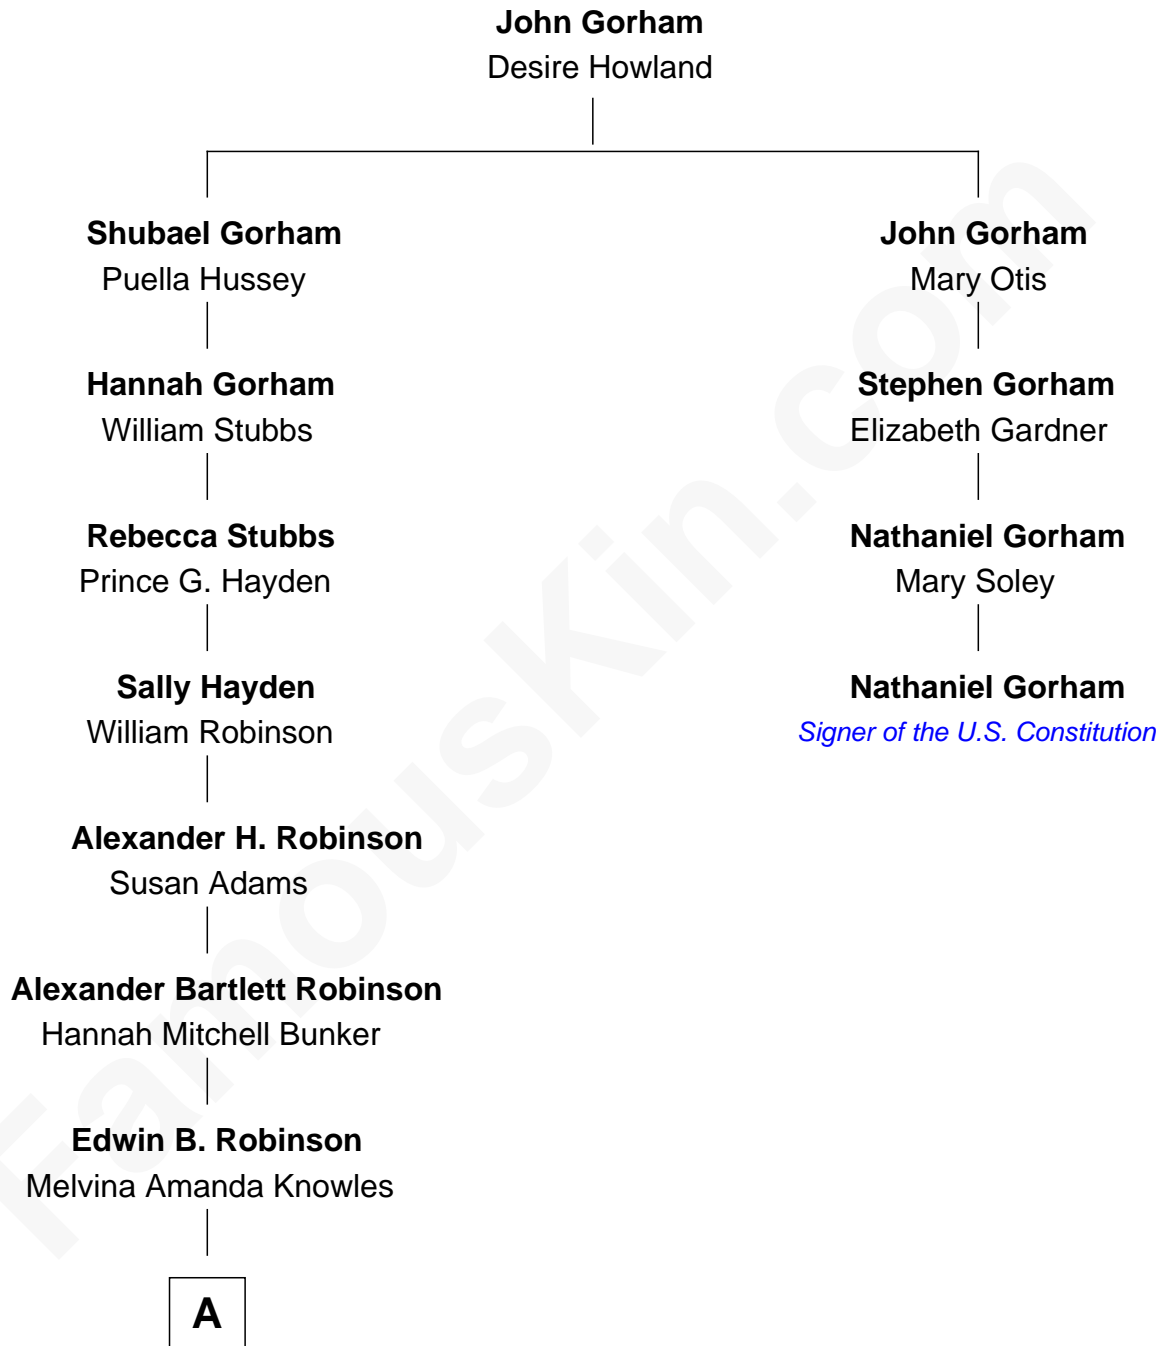 John Gorham
Desire Howland
Shubael Gorham
Puella Hussey
John Gorham
Mary Otis
Hannah Gorham
William Stubbs
Stephen Gorham
Elizabeth Gardner
Rebecca Stubbs
Prince G. Hayden
Nathaniel Gorham
Mary Soley
Sally Hayden
William Robinson
Nathaniel Gorham
Signer of the U.S. Constitution
Alexander H. Robinson
Susan Adams
Alexander Bartlett Robinson
Hannah Mitchell Bunker
Edwin B. Robinson
Melvina Amanda Knowles
A
FamousKin.com